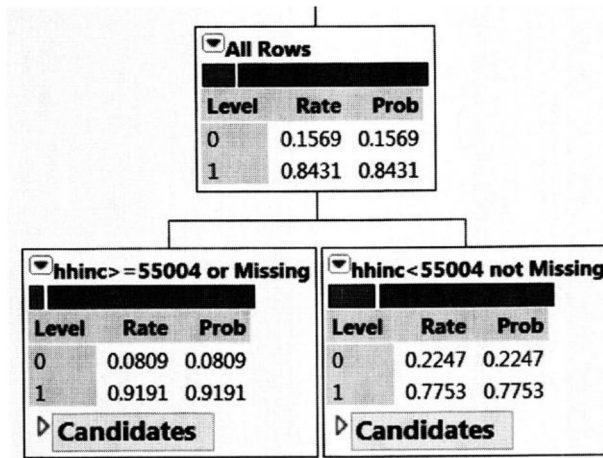 All Rows
Level Rate Prob
0 0.1569 0.1569
1 0.8431 0.8431
hhinc>=55004 or Missing
Level Rate Prob
0 0.0809 0.0809
1 0.9191 0.9191
Candidates
hhinc<55004 not Missing
Level Rate Prob
0 0.2247 0.2247
1 0.7753 0.7753
Candidates